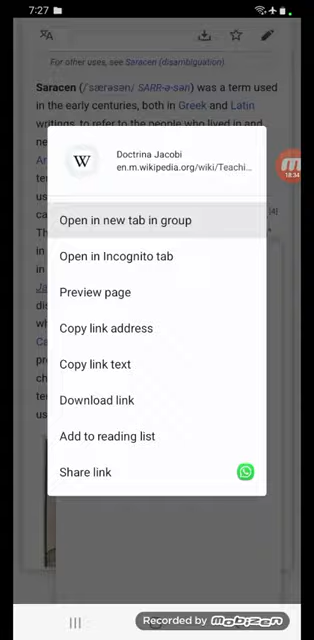 7:27
For other uses, see Saracen (disambiguation).
Saracen (/ˈsærəsən/ SARR-ə-sən) was a term used
in the early centuries, both in Greek and Latin
writings, to refer to the people who lived in and
W
Doctrina Jacobi
en.m.wikipedia.org/wiki/Teachi...
18:34
[4]
Open in new tab in group
Open in Incognito tab
Preview page
Copy link address
Copy link text
Download link
Add to reading list
Share link
Recorded by mobizen